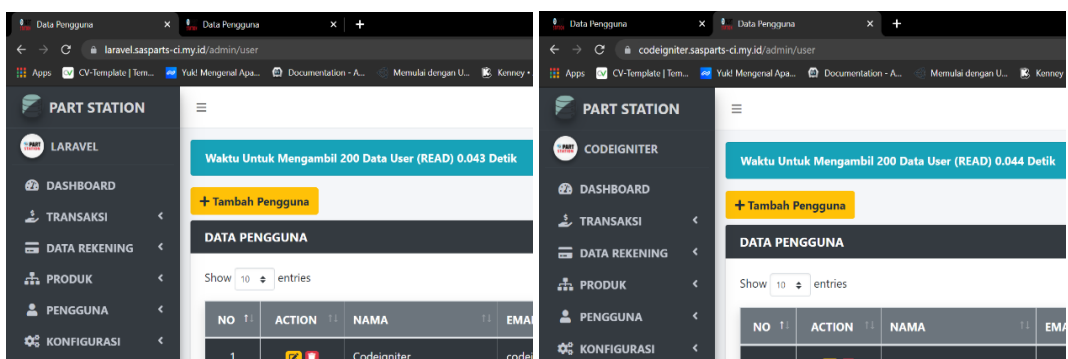 Data Pengguna Data Pengguna
laravel.sasparts-ci.my.id/admin/user
Apps CV-Template | Tem... Yuk! Mengenal Apa... Documentation - A... Memulai dengan U... Kenney •
PART STATION
LARAVEL
Waktu Untuk Mengambil 200 Data User (READ) 0.043 Detik
DASHBOARD
+ Tambah Pengguna
TRANSAKSI
DATA PENGGUNA
DATA REKENING
Show 10 entries
PRODUK
PENGGUNA
NO ACTION NAMA EMAI
KONFIGURASI
1 Codeigniter codei
Data Pengguna Data Pengguna
codeigniter.sasparts-ci.my.id/admin/user
Apps CV-Template | Tem... Yuk! Mengenal Apa... Documentation - A... Memulai dengan U... Kenney
PART STATION
CODEIGNITER
Waktu Untuk Mengambil 200 Data User (READ) 0.044 Detik
DASHBOARD
+ Tambah Pengguna
TRANSAKSI
DATA PENGGUNA
DATA REKENING
Show 10 entries
PRODUK
PENGGUNA
NO ACTION NAMA EMA
KONFIGURASI